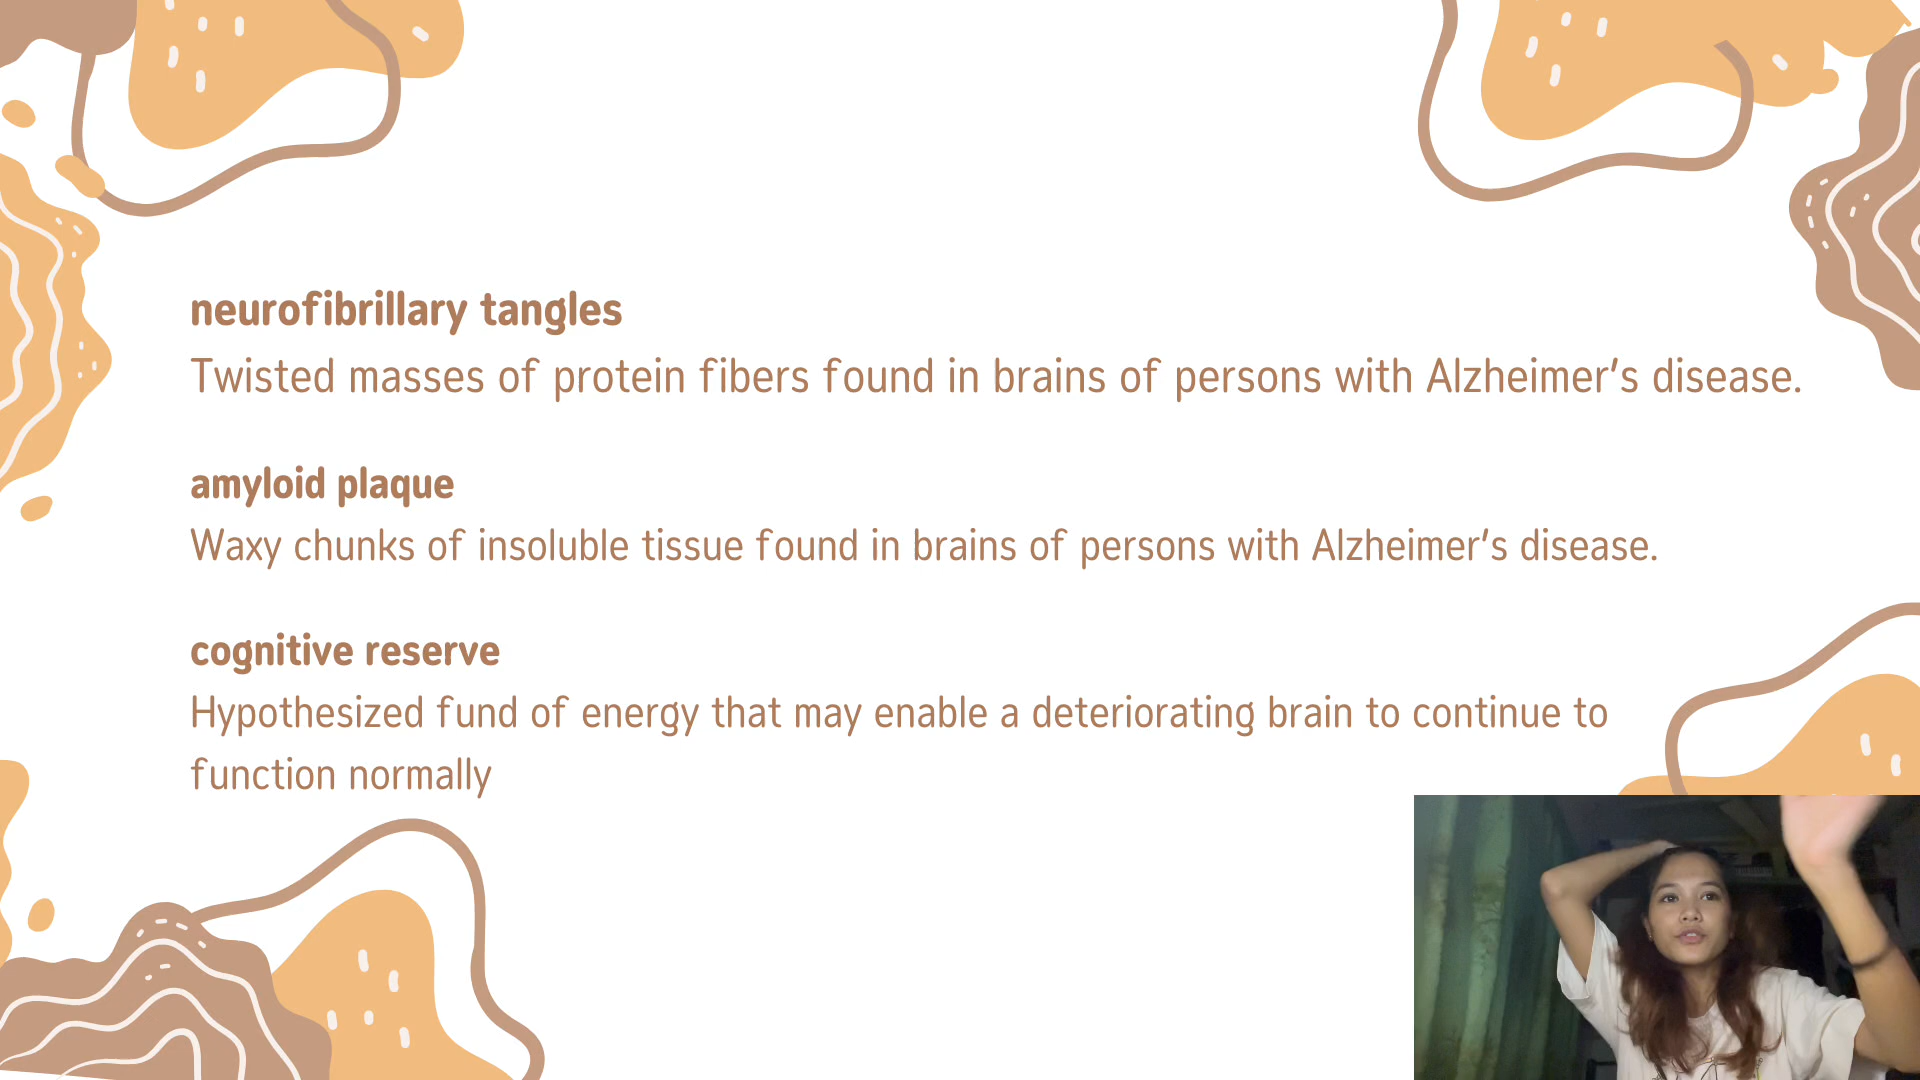 neurofibrillary tangles
Twisted masses of protein fibers found in brains of persons with Alzheimer's disease.
amyloid plaque
Waxy chunks of insoluble tissue found in brains of persons with Alzheimer's disease.
cognitive reserve
Hypothesized fund of energy that may enable a deteriorating brain to continue to
function normally